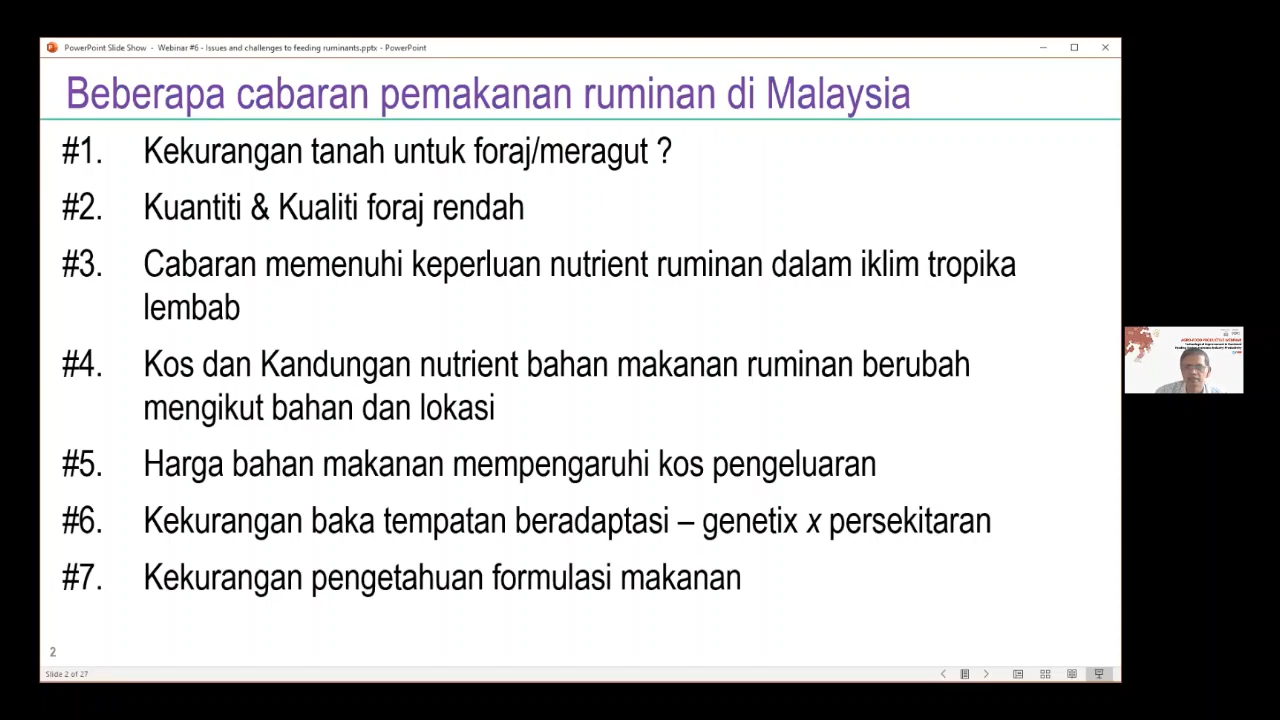 PowerPoint Slide Show - Webinar #6 - Issues and challenges to feeding ruminants.pptx - PowerPoint
Beberapa cabaran pemakanan ruminan di Malaysia
#1. Kekurangan tanah untuk foraj/meragut ?
#2. Kuantiti & Kualiti foraj rendah
#3. Cabaran memenuhi keperluan nutrient ruminan dalam iklim tropika
lembab
#4. Kos dan Kandungan nutrient bahan makanan ruminan berubah
mengikut bahan dan lokasi
#5. Harga bahan makanan mempengaruhi kos pengeluaran
#6. Kekurangan baka tempatan beradaptasi – genetix x persekitaran
#7. Kekurangan pengetahuan formulasi makanan
2
Slide 2 of 27